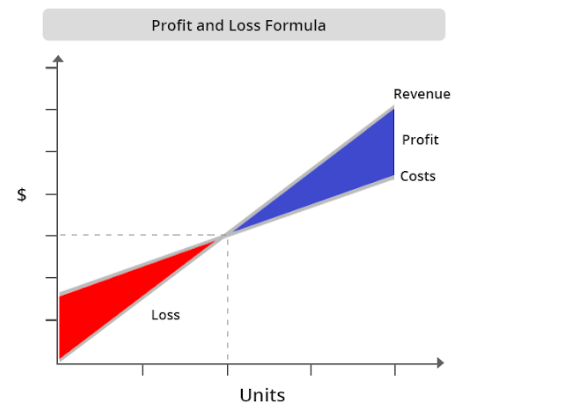 Profit and Loss Formula
Revenue
Profit
Costs
$
Loss
Units